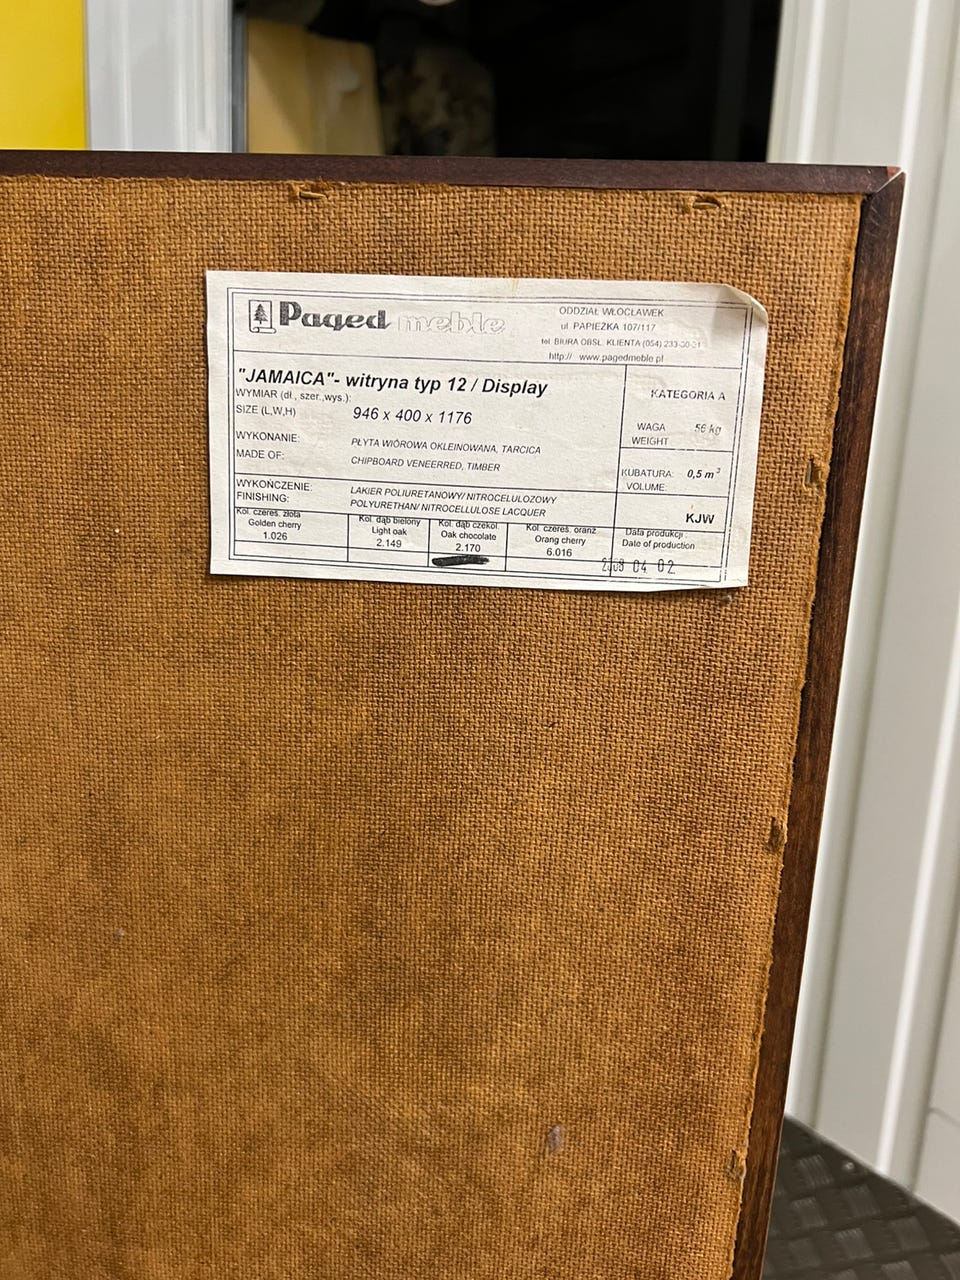 Paged meble
ODDZIAŁ WŁOCŁAWEK
ul. PAPIEŻKA 107/117
tel. BIURA OBSŁ. KLIENTA (054) 233-30-31
http:// www.pagedmeble.pl
"JAMAICA"- witryna typ 12 / Display
WYMIAR (dł., szer.,wys.):
SIZE (L,W,H)
946 x 400 x 1176
KATEGORIA A
WAGA 56 kg
WEIGHT
WYKONANIE: PŁYTA WIÓROWA OKLEINOWANA, TARCICA
MADE OF: CHIPBOARD VENEERRED, TIMBER
KUBATURA: 0,5 m³
VOLUME:
WYKOŃCZENIE: LAKIER POLIURETANOWY/ NITROCELULOZOWY
FINISHING: POLYURETHAN/ NITROCELLULOSE LACQUER
KJW
Kol. czereś. złota
Golden cherry
1.026
Kol. dąb bielony
Light oak
2.149
Kol. dąb czekol.
Oak chocolate
2.170
Kol. czereś. oranż
Orang cherry
6.016
Data produkcji :
Date of production
04 02